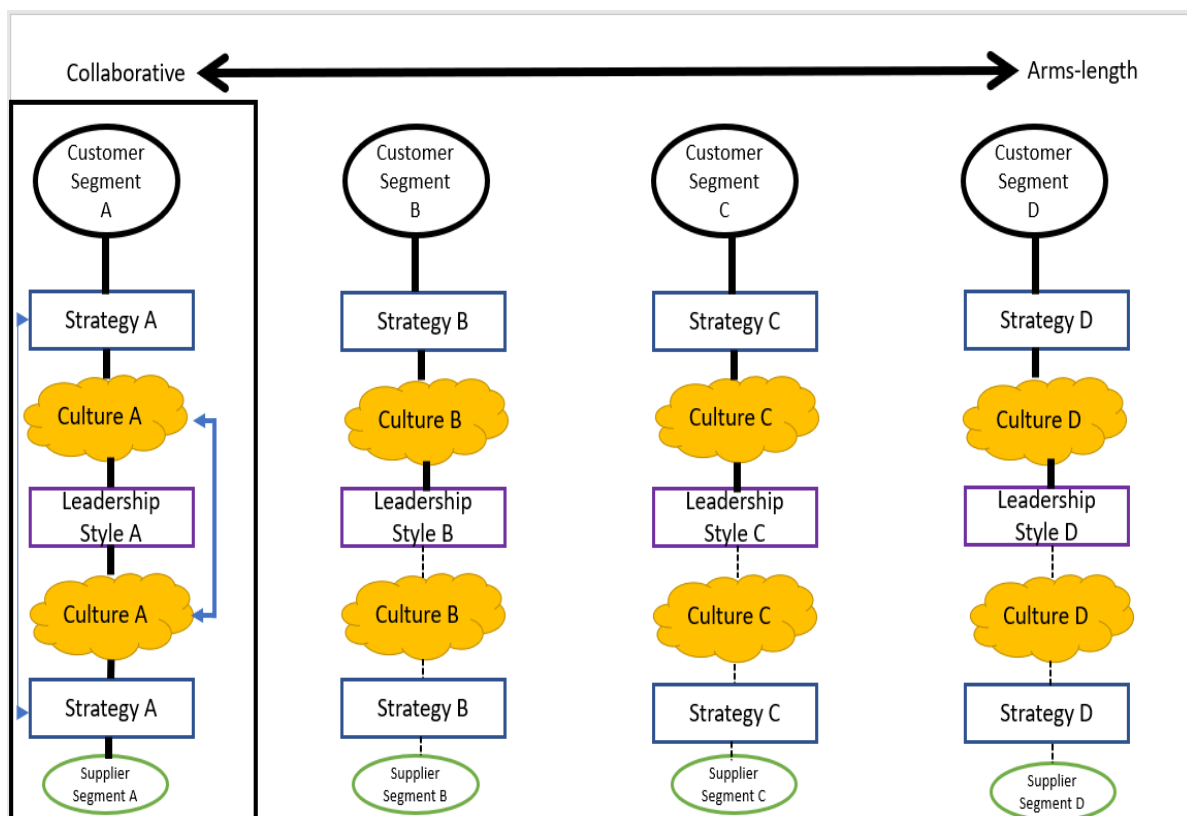 Collaborative
Arms-length
Customer
Segment
A
Customer
Segment
B
Customer
Segment
C
Customer
Segment
D
Strategy A
Strategy B
Strategy C
Strategy D
Culture A
Culture B
Culture C
Culture D
Leadership
Style A
Leadership
Style B
Leadership
Style C
Leadership
Style D
Culture A
Culture B
Culture C
Culture D
Strategy A
Strategy B
Strategy C
Strategy D
Supplier
Segment A
Supplier
Segment B
Supplier
Segment C
Supplier
Segment D